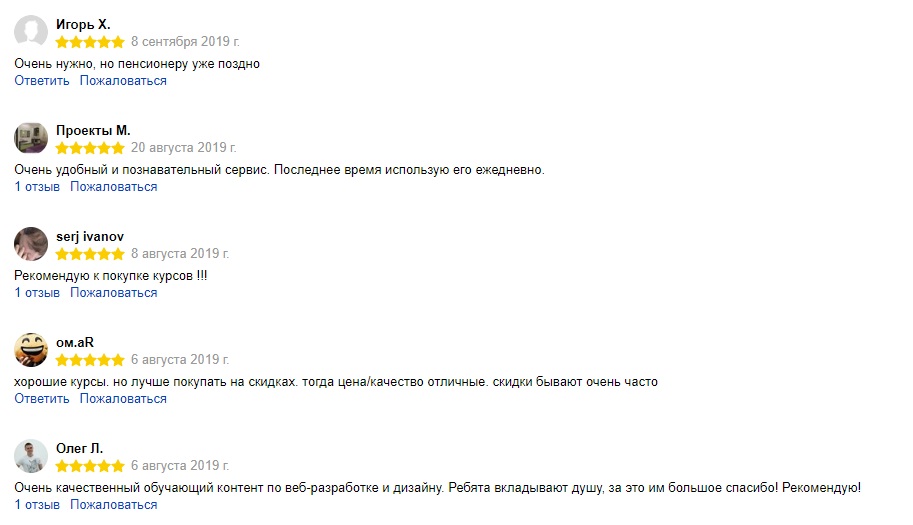 Игорь Х.
8 сентября 2019 г.
Очень нужно, но пенсионеру уже поздно
Ответить Пожаловаться
Проекты М.
20 августа 2019 г.
Очень удобный и познавательный сервис. Последнее время использую его ежедневно.
1 отзыв Пожаловаться
serj ivanov
8 августа 2019 г.
Рекомендую к покупке курсов !!!
1 отзыв Пожаловаться
ом.aR
6 августа 2019 г.
хорошие курсы. но лучше покупать на скидках. тогда цена/качество отличные. скидки бывают очень часто
Ответить Пожаловаться
Олег Л.
6 августа 2019 г.
Очень качественный обучающий контент по веб-разработке и дизайну. Ребята вкладывают душу, за это им большое спасибо! Рекомендую!
1 отзыв Пожаловаться